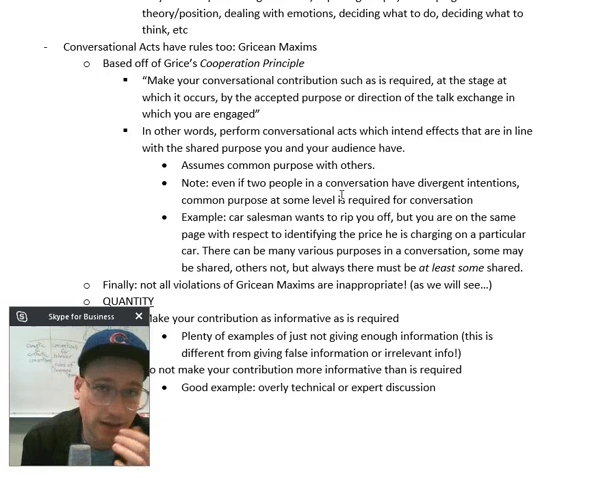 theory/position, dealing with emotions, deciding what to do, deciding what to
think, etc
- Conversational Acts have rules too: Gricean Maxims
o Based off of Grice's Cooperation Principle
▪ “Make your conversational contribution such as is required, at the stage at
which it occurs, by the accepted purpose or direction of the talk exchange in
which you are engaged”
▪ In other words, perform conversational acts which intend effects that are in line
with the shared purpose you and your audience have.
• Assumes common purpose with others.
• Note: even if two people in a conversation have divergent intentions,
common purpose at some level is required for conversation
• Example: car salesman wants to rip you off, but you are on the same
page with respect to identifying the price he is charging on a particular
car. There can be many various purposes in a conversation, some may
be shared, others not, but always there must be at least some shared.
o Finally: not all violations of Gricean Maxims are inappropriate! (as we will see…)
o QUANTITY
Skype for Business
Make your contribution as informative as is required
• Plenty of examples of just not giving enough information (this is
different from giving false information or irrelevant info!)
o not make your contribution more informative than is required
• Good example: overly technical or expert discussion